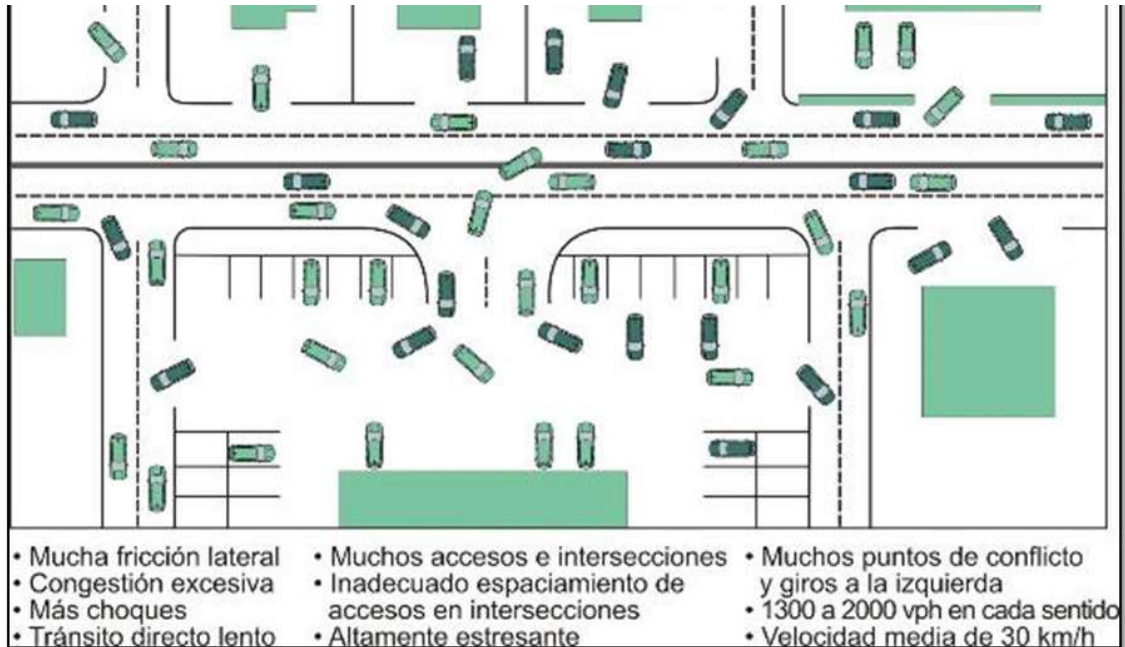 • Mucha fricción lateral
• Congestión excesiva
• Más choques
• Tránsito directo lento
• Muchos accesos e intersecciones
• Inadecuado espaciamiento de
accesos en intersecciones
• Altamente estresante
• Muchos puntos de conflicto
y giros a la izquierda
• 1300 a 2000 vph en cada sentido
• Velocidad media de 30 km/h